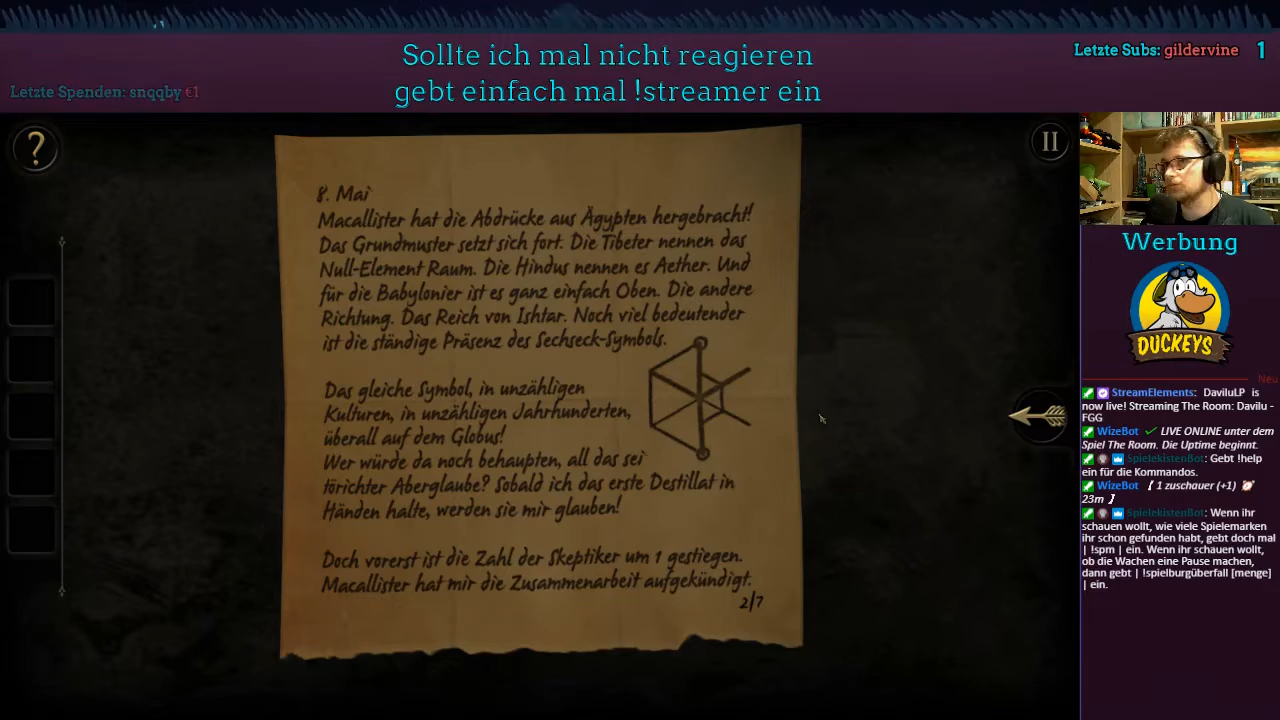 Sollte ich mal nicht reagieren
gebt einfach mal !streamer ein
Letzte Spenden: snqqby €1
Letzte Subs: gildervine 1
?
8. Mai
Macallister hat die Abdrücke aus Ägypten hergebracht!
Das Grundmuster setzt sich fort. Die Tibeter nennen das
Null-Element Raum. Die Hindus nennen es Aether. Und
für die Babylonier ist es ganz einfach Oben. Die andere
Richtung. Das Reich von Ishtar. Noch viel bedeutender
ist die ständige Präsenz des Sechseck-Symbols.
Das gleiche Symbol, in unzähligen
Kulturen, in unzähligen Jahrhunderten,
überall auf dem Globus!
Wer würde da noch behaupten, all das sei
törichter Aberglaube? Sobald ich das erste Destillat in
Händen halte, werden sie mir glauben!
Doch vorerst ist die Zahl der Skeptiker um 1 gestiegen.
Macallister hat mir die Zusammenarbeit aufgekündigt.
2/7
Werbung
DUCKEYS
Neu
StreamElements: DaviluLP is
now live! Streaming The Room: Davilu -
FGG
WizeBot LIVE ONLINE unter dem
Spiel The Room. Die Uptime beginnt.
SpielekistenBot: Gebt !help
ein für die Kommandos.
WizeBot 1 zuschauer (+1)
23m
SpielekistenBot: Wenn ihr
schauen wollt, wie viele Spielemarken
ihr schon gefunden habt, gebt doch mal
| !spm | ein. Wenn ihr schauen wollt,
ob die Wachen eine Pause machen,
dann gebt | !spielburgüberfall [menge]
| ein.